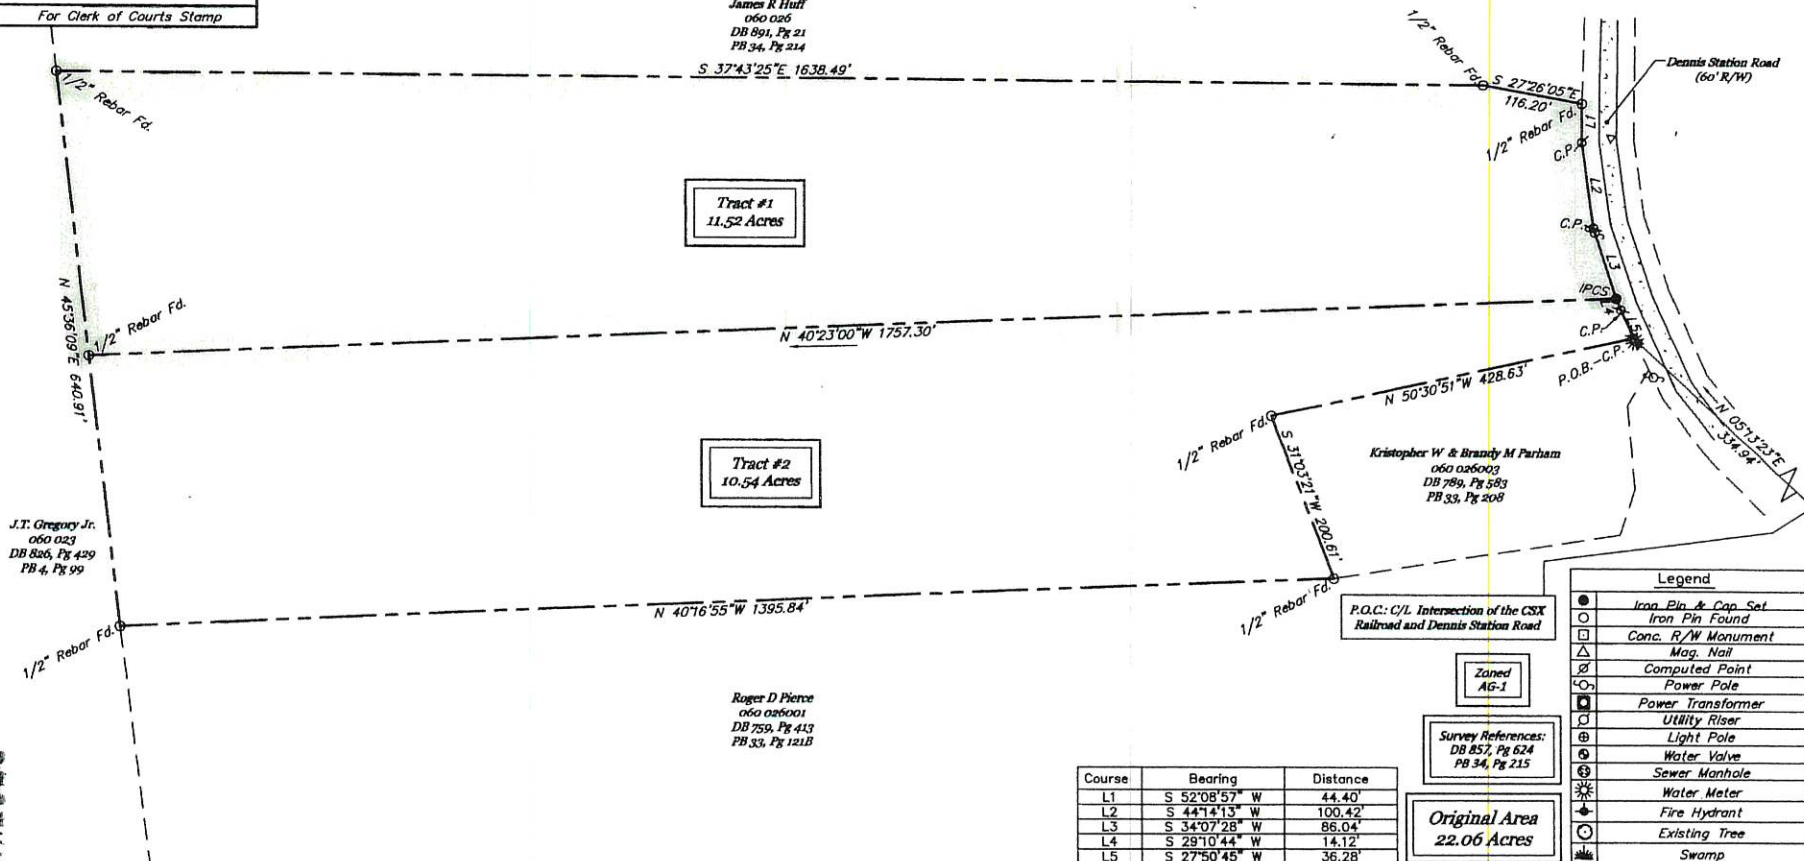 For Clerk of Courts Stamp
James R Huff
060 026
DB 891, Pg 21
PB 34, Pg 214
S 37°43'25"E 1638.49'
1/2" Rebar Fd.
1/2" Rebar Fd.
S 27°26'05"E
116.20'
1/2" Rebar Fd.
Dennis Station Road
(60' R/W)
L1
C.P.
L2
C.P.
L3
IPCS
L4
C.P.
L5
P.O.B.-C.P.
Tract #1
11.52 Acres
N 45°36'09"E 640.91'
1/2" Rebar Fd.
N 40°23'00"W 1757.30'
N 50°30'51"W 428.63'
N 05°13'23"E
334.94'
1/2" Rebar Fd.
S 31°03'21"W 200.61'
Kristopher W & Brandy M Parham
060 026003
DB 789, Pg 583
PB 33, Pg 208
Tract #2
10.54 Acres
J.T. Gregory Jr.
060 023
DB 826, Pg 429
PB 4, Pg 99
N 40°16'55"W 1395.84'
1/2" Rebar Fd.
1/2" Rebar Fd.
P.O.C.: C/L Intersection of the CSX
Railroad and Dennis Station Road
Zoned
AG-1
Roger D Pierce
060 026001
DB 759, Pg 413
PB 33, Pg 121B
Survey References:
DB 857, Pg 624
PB 34, Pg 215
Original Area
22.06 Acres
Course Bearing Distance
L1 S 52°08'57" W 44.40'
L2 S 44°14'13" W 100.42'
L3 S 34°07'28" W 86.04'
L4 S 29°10'44" W 14.12'
L5 S 27°50'45" W 36.28'
Legend
Iron Pin & Cap Set
Iron Pin Found
Conc. R/W Monument
Mag. Nail
Computed Point
Power Pole
Power Transformer
Utility Riser
Light Pole
Water Valve
Sewer Manhole
Water Meter
Fire Hydrant
Existing Tree
Swamp